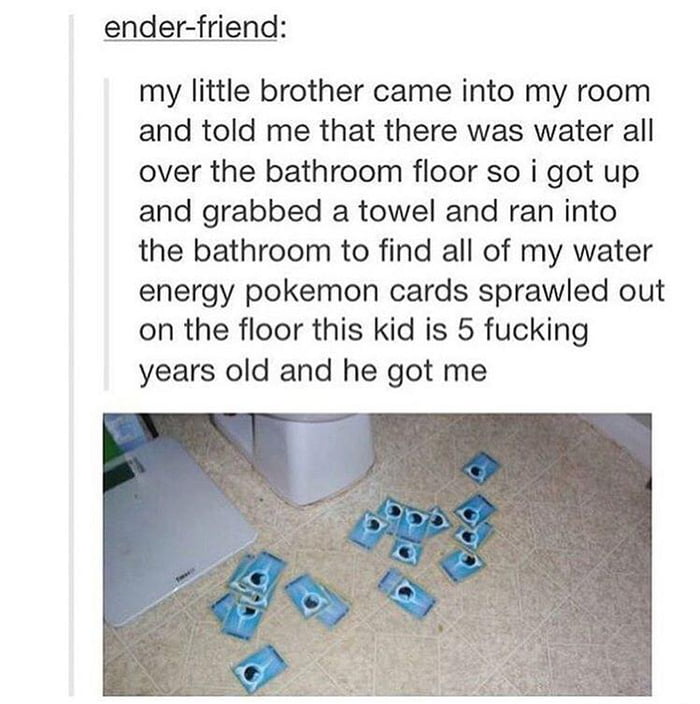 ender-friend:
my little brother came into my room
and told me that there was water all
over the bathroom floor so i got up
and grabbed a towel and ran into
the bathroom to find all of my water
energy pokemon cards sprawled out
on the floor this kid is 5 fucking
years old and he got me